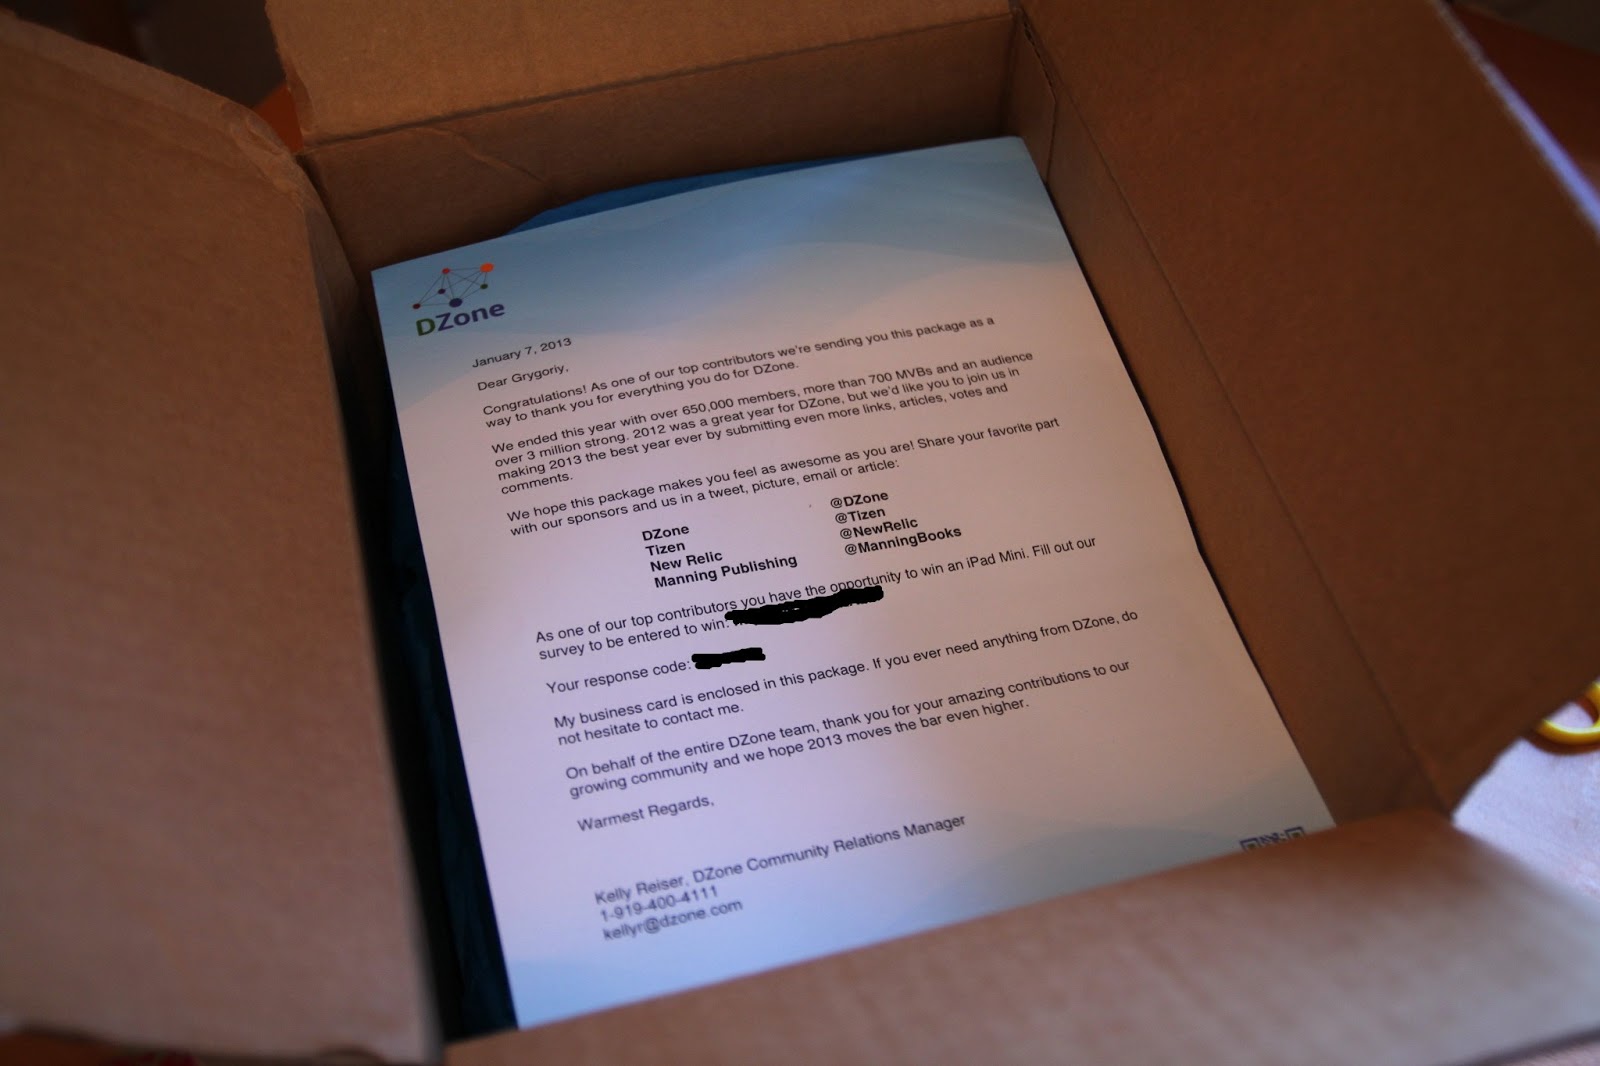 DZone
January 7, 2013
Dear Grygoriy,
Congratulations! As one of our top contributors we're sending you this package as a
way to thank you for everything you do for DZone.
We ended this year with over 650,000 members, more than 700 MVBs and an audience
over 3 million strong. 2012 was a great year for DZone, but we'd like you to join us in
making 2013 the best year ever by submitting even more links, articles, votes and
comments.
We hope this package makes you feel as awesome as you are! Share your favorite part
with our sponsors and us in a tweet, picture, email or article:
DZone @DZone
Tizen @Tizen
New Relic @NewRelic
Manning Publishing @ManningBooks
As one of our top contributors you have the opportunity to win an iPad Mini. Fill out our
survey to be entered to win:
Your response code:
My business card is enclosed in this package. If you ever need anything from DZone, do
not hesitate to contact me.
On behalf of the entire DZone team, thank you for your amazing contributions to our
growing community and we hope 2013 moves the bar even higher.
Warmest Regards,
Kelly Reiser, DZone Community Relations Manager
1-919-400-4111
kellyr@dzone.com